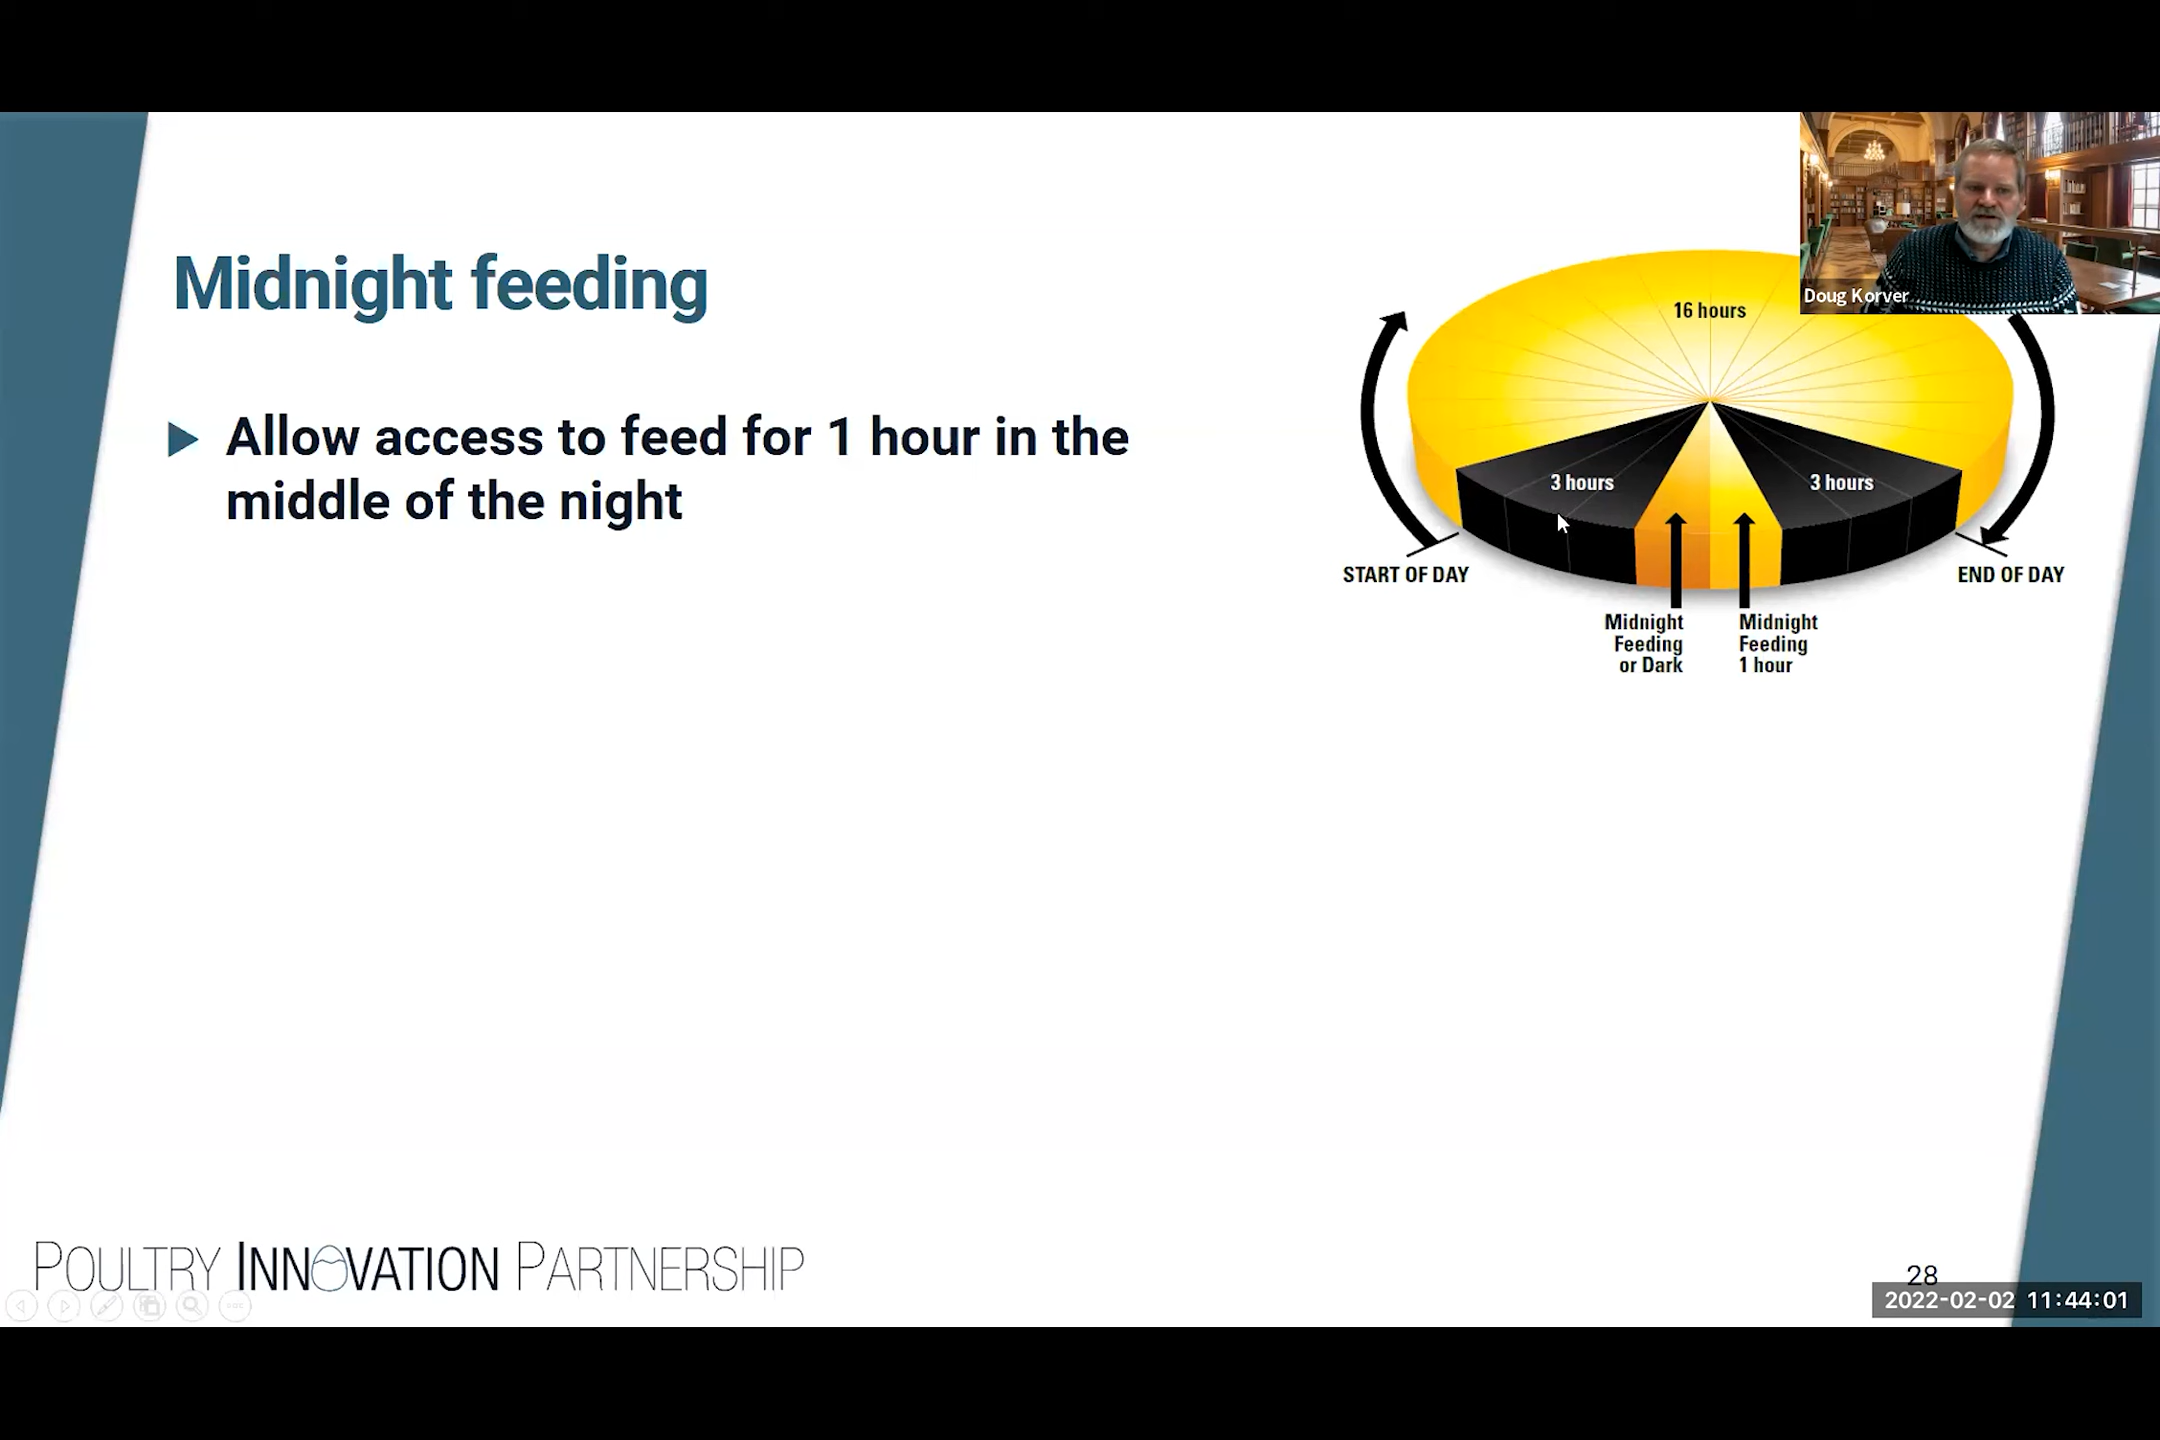 Midnight feeding
Allow access to feed for 1 hour in the
middle of the night
Doug Korver
16 hours
3 hours
3 hours
START OF DAY
END OF DAY
Midnight
Feeding
or Dark
Midnight
Feeding
1 hour
POULTRY INNOVATION PARTNERSHIP
28
2022-02-02 11:44:01